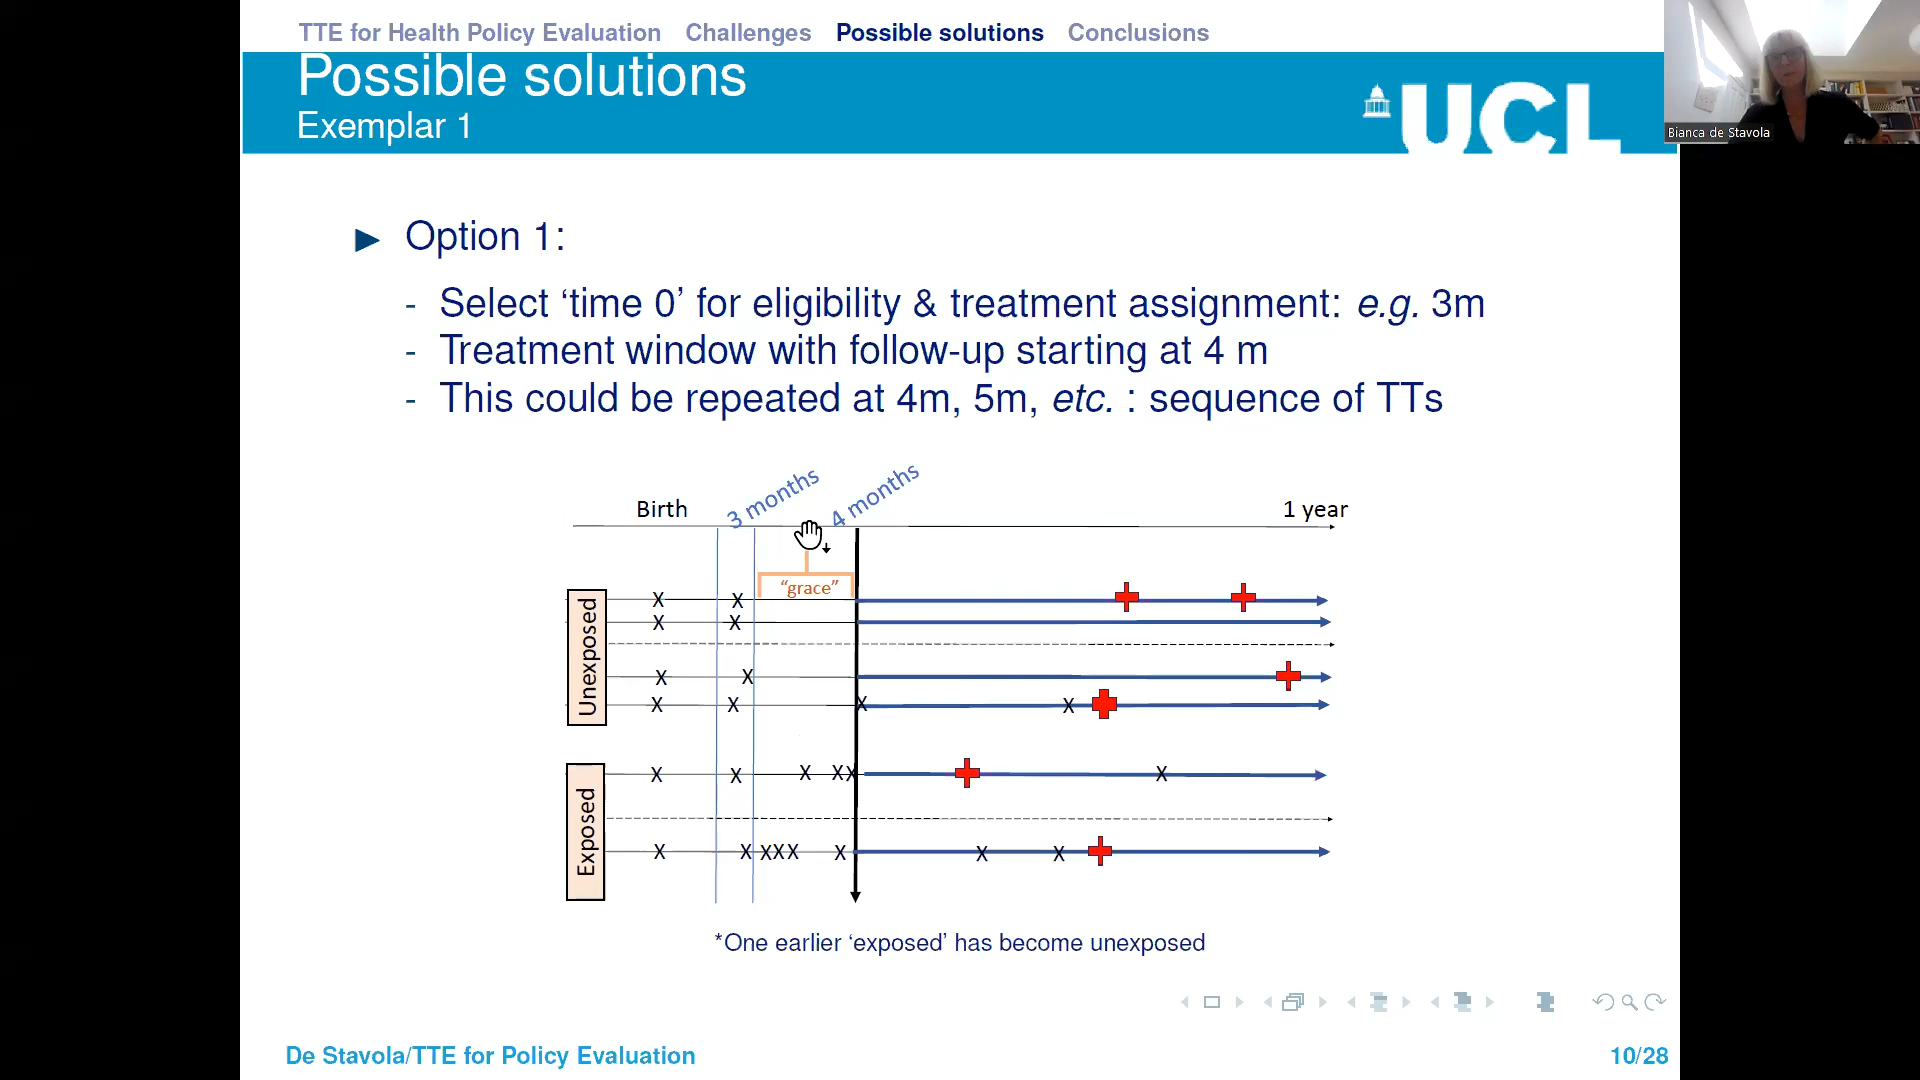 TTE for Health Policy Evaluation Challenges Possible solutions Conclusions
Possible solutions
Exemplar 1
UCL
Bianca de Stavola
► Option 1:
- Select ‘time 0’ for eligibility & treatment assignment: e.g. 3m
- Treatment window with follow-up starting at 4 m
- This could be repeated at 4m, 5m, etc. : sequence of TTs
Birth 3 months 4 months 1 year
“grace”
Unexposed
X X
X X
X X
X X X X
Exposed
X X X X X X
X X X X X X X X
*One earlier ‘exposed’ has become unexposed
De Stavola/TTE for Policy Evaluation 10/28